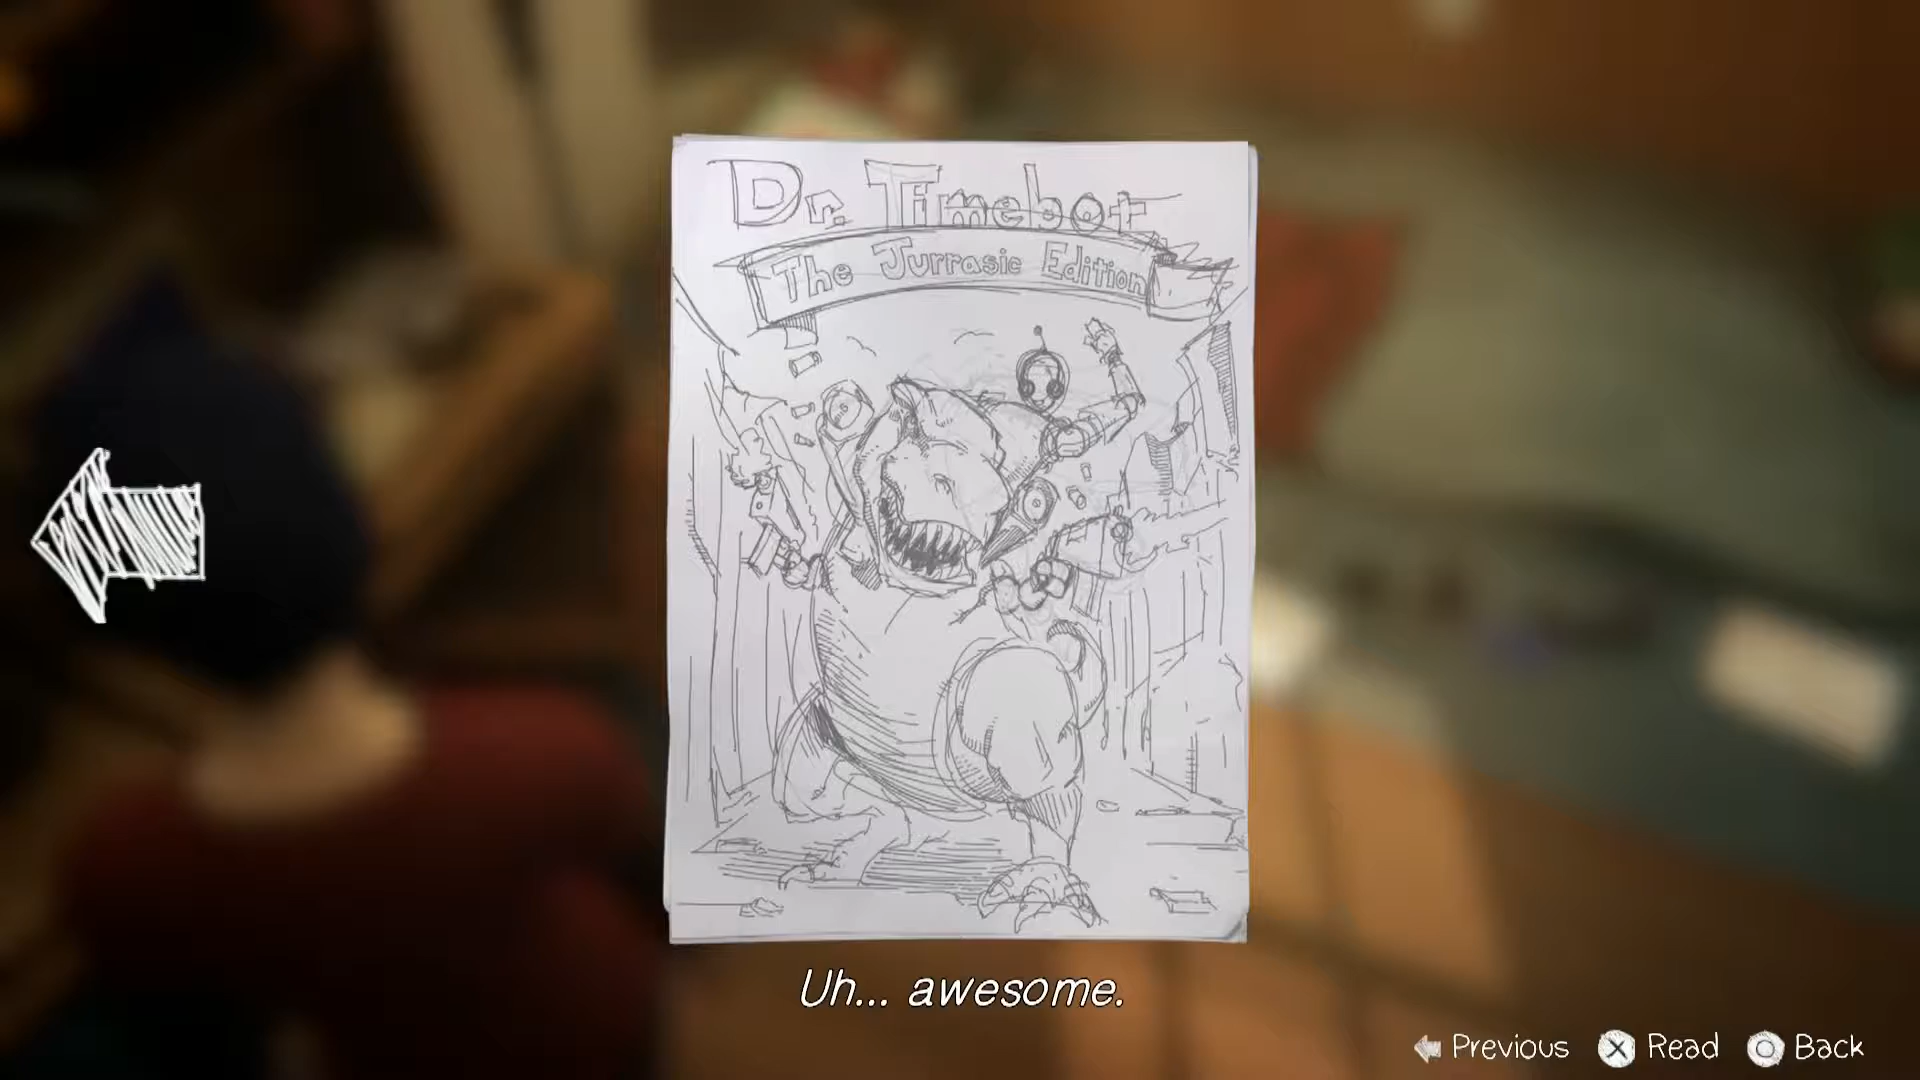 Dr. Timebot
The Jurrasic Edition
Uh... awesome.
Previous
Read
Back